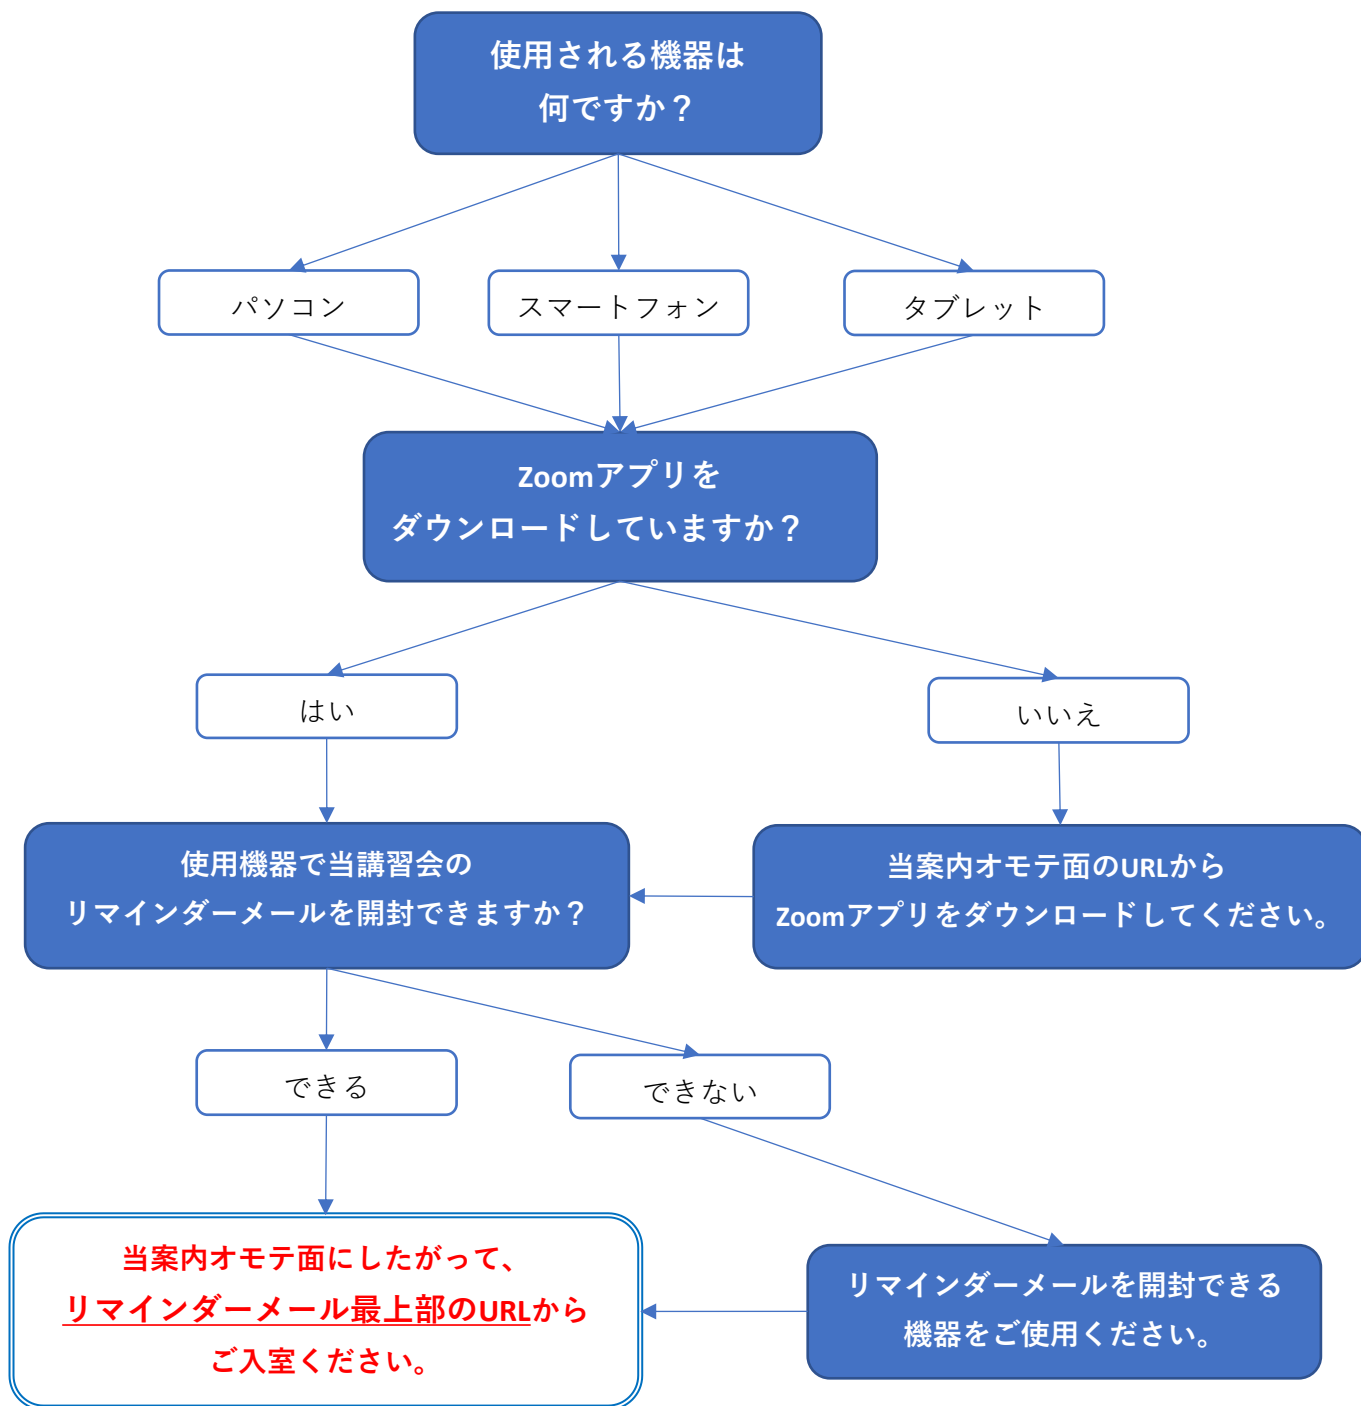 使用される機器は
何ですか？
パソコン
スマートフォン
タブレット
Zoomアプリを
ダウンロードしていますか？
はい
いいえ
使用機器で当講習会の
リマインダーメールを開封できますか？
当案内オモテ面のURLから
Zoomアプリをダウンロードしてください。
できる
できない
当案内オモテ面にしたがって、
リマインダーメール最上部のURLから
ご入室ください。
リマインダーメールを開封できる
機器をご使用ください。